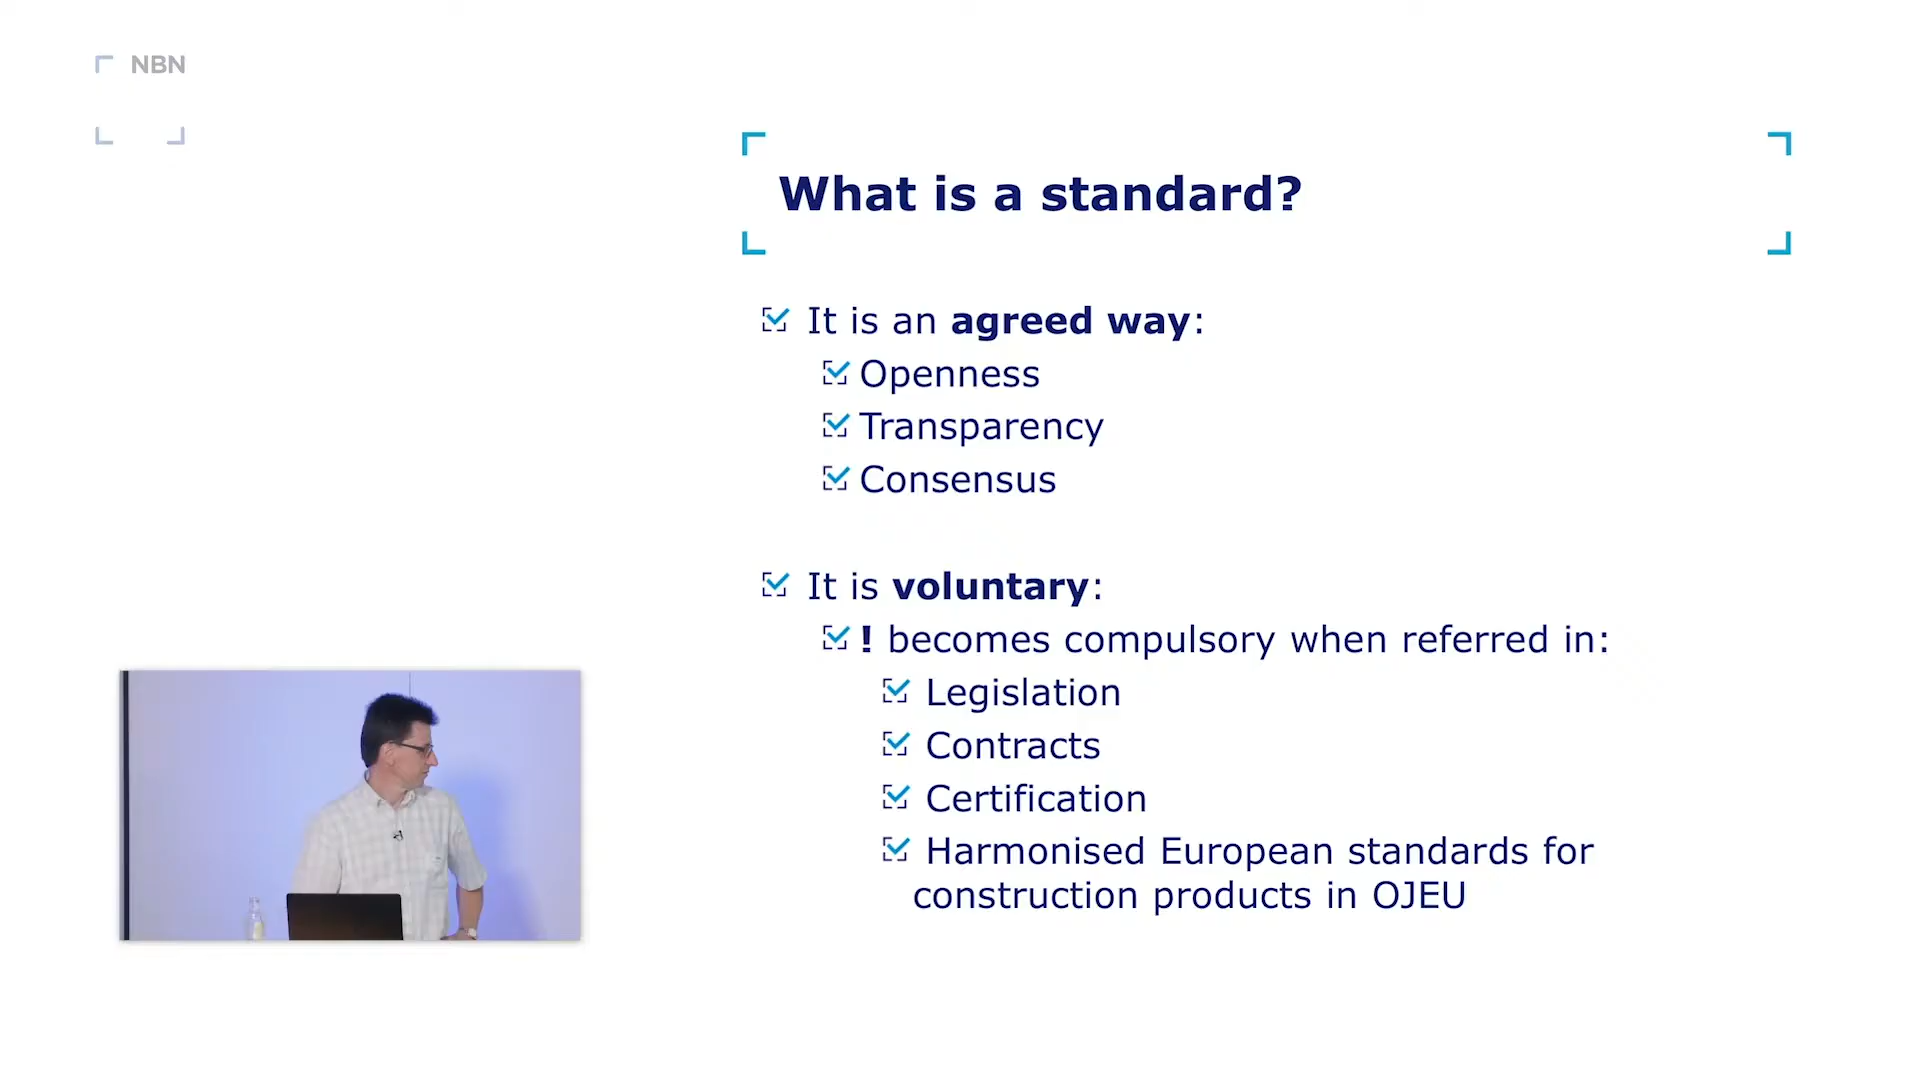 NBN
What is a standard?
It is an agreed way:
Openness
Transparency
Consensus
It is voluntary:
! becomes compulsory when referred in:
Legislation
Contracts
Certification
Harmonised European standards for
construction products in OJEU